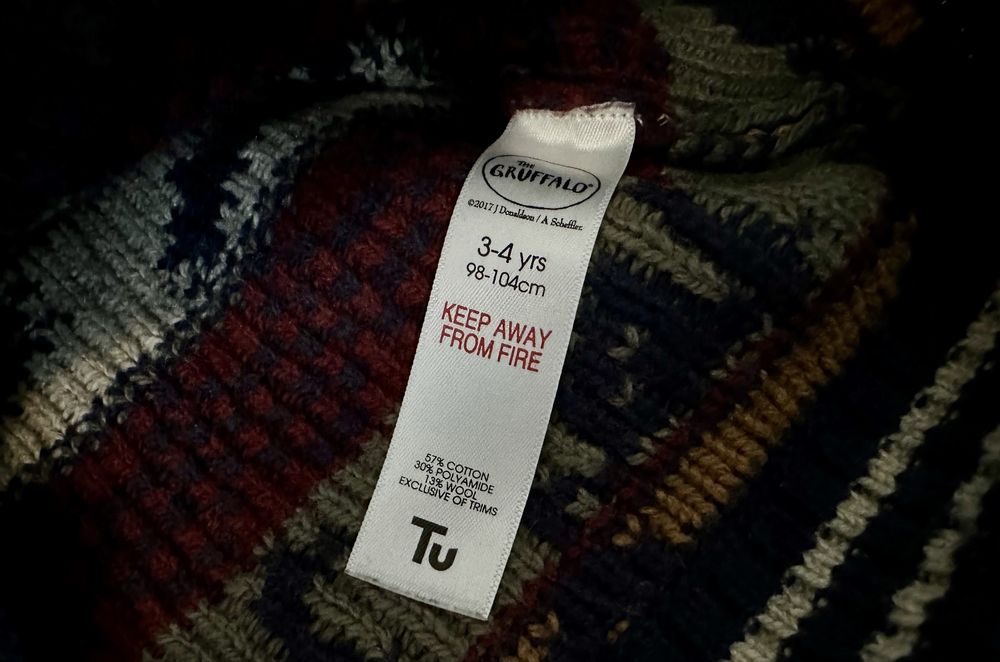 THE
GRUFFALO®
©2017 J Donaldson / A Scheffler.
3-4 yrs
98-104cm
KEEP AWAY
FROM FIRE
57% COTTON
30% POLYAMIDE
13% WOOL
EXCLUSIVE OF TRIMS
Tu